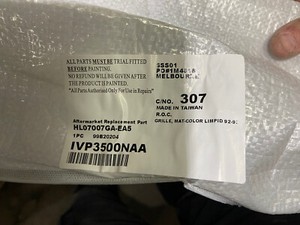 ALL PARTS MUST BE TRIAL FITTED
BEFORE PAINTING.
NO REFUND WILL BE GIVEN AFTER
THE PRODUCT IS PAINTED.
"All Parts Authorised Only For Use in Repairs"
SSS01
MELBOURNE
C/NO. 307
MADE IN TAIWAN
R.O.C.
GRILLE, MAT-COLOR LIMPID 92-93
Aftermarket Replacement Part
HL07007GA-EA5
1PC 99B20204
IVP3500NAA